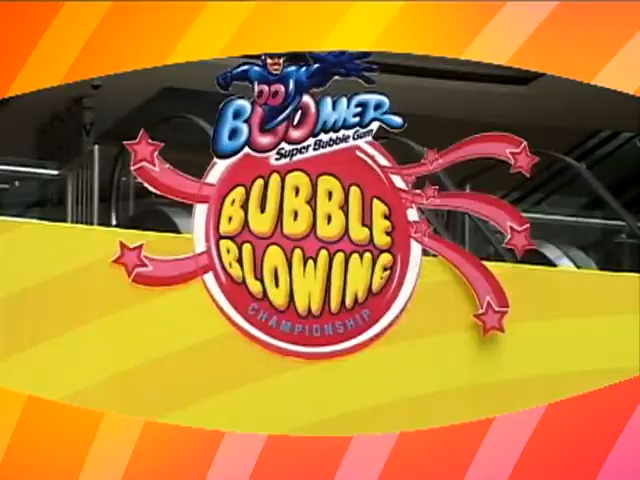 BOOMER
Super Bubble Gum
BUBBLE
BLOWING
CHAMPIONSHIP